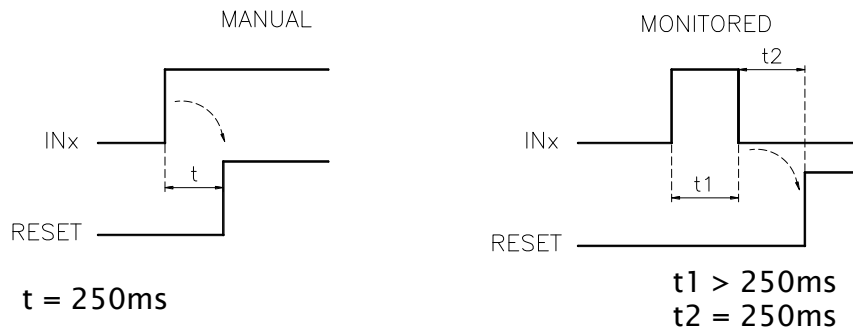 MANUAL
INx
t
RESET
t = 250ms
MONITORED
t2
INx
t1
RESET
t1 > 250ms
t2 = 250ms